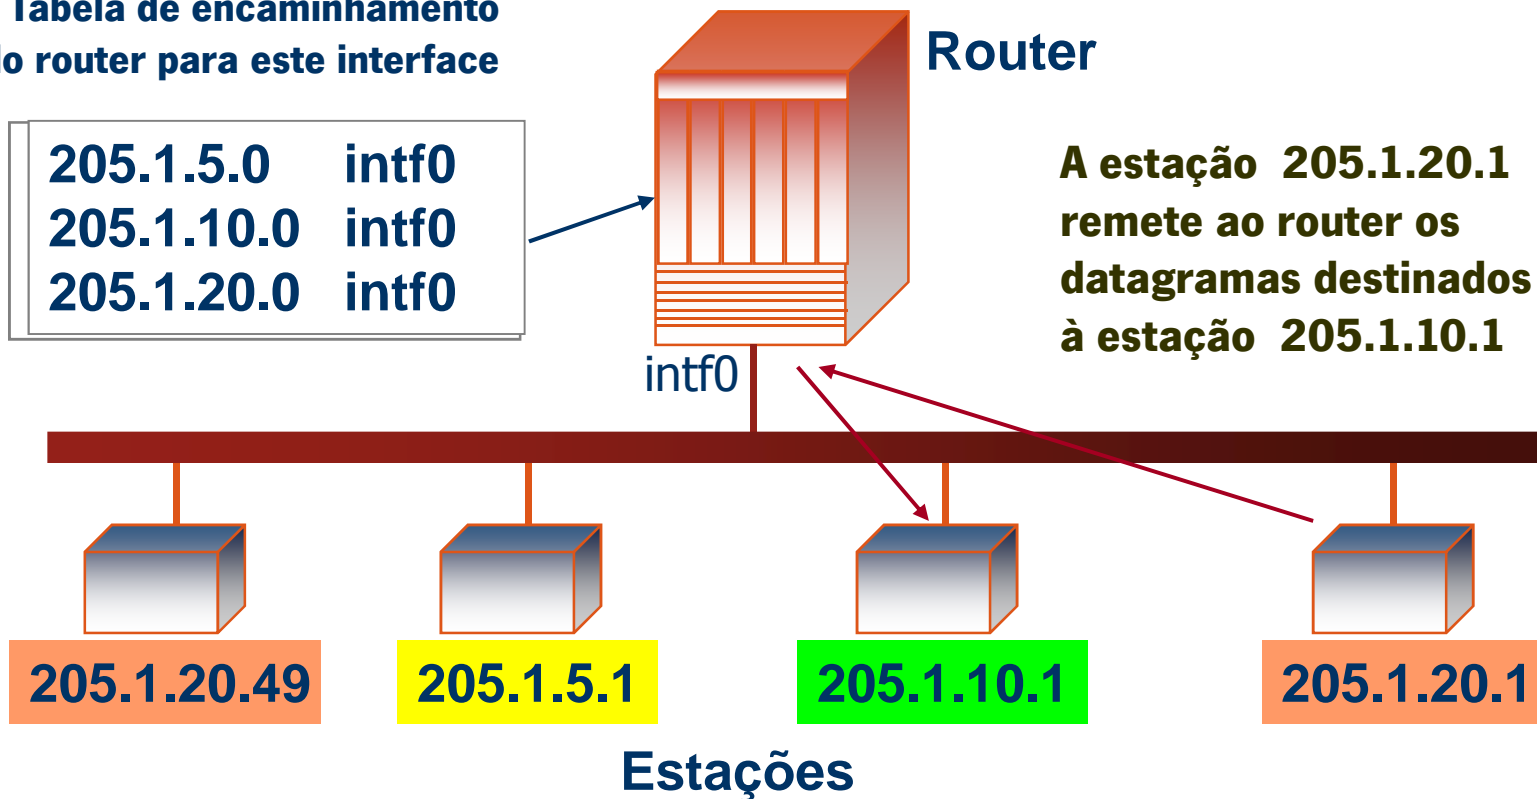 Tabela de encaminhamento
o router para este interface
Router
205.1.5.0 intf0
205.1.10.0 intf0
205.1.20.0 intf0
A estação 205.1.20.1
remete ao router os
datagramas destinados
à estação 205.1.10.1
intf0
205.1.20.49
205.1.5.1
205.1.10.1
205.1.20.1
Estações